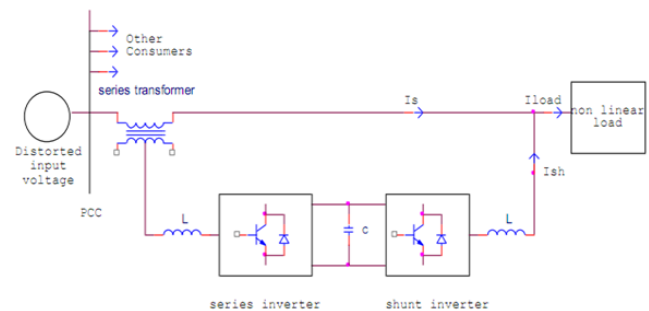 Other
Consumers
series transformer
Is
Iload
non linear
load
Distorted
input
voltage
Ish
PCC
L
C
L
series inverter
shunt inverter